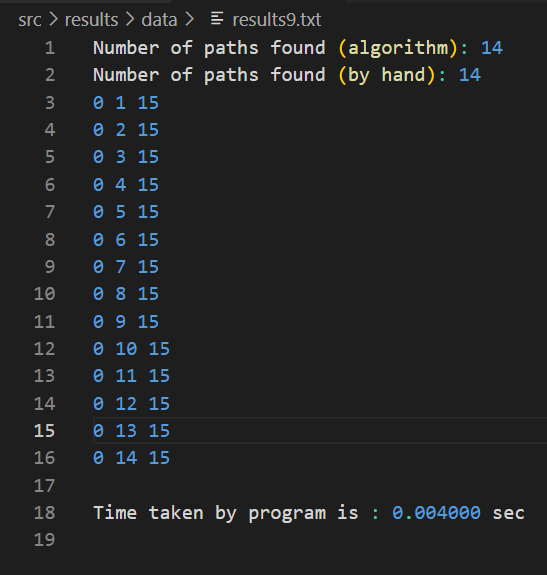 src > results > data > results9.txt
1 Number of paths found (algorithm): 14
2 Number of paths found (by hand): 14
3 0 1 15
4 0 2 15
5 0 3 15
6 0 4 15
7 0 5 15
8 0 6 15
9 0 7 15
10 0 8 15
11 0 9 15
12 0 10 15
13 0 11 15
14 0 12 15
15 0 13 15
16 0 14 15
17
18 Time taken by program is : 0.004000 sec
19